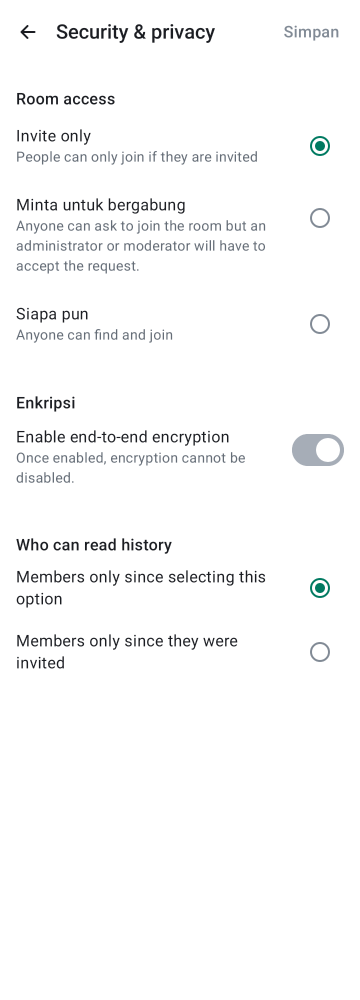 Security & privacy
Simpan
Room access
Invite only
People can only join if they are invited
Minta untuk bergabung
Anyone can ask to join the room but an
administrator or moderator will have to
accept the request.
Siapa pun
Anyone can find and join
Enkripsi
Enable end-to-end encryption
Once enabled, encryption cannot be
disabled.
Who can read history
Members only since selecting this
option
Members only since they were
invited